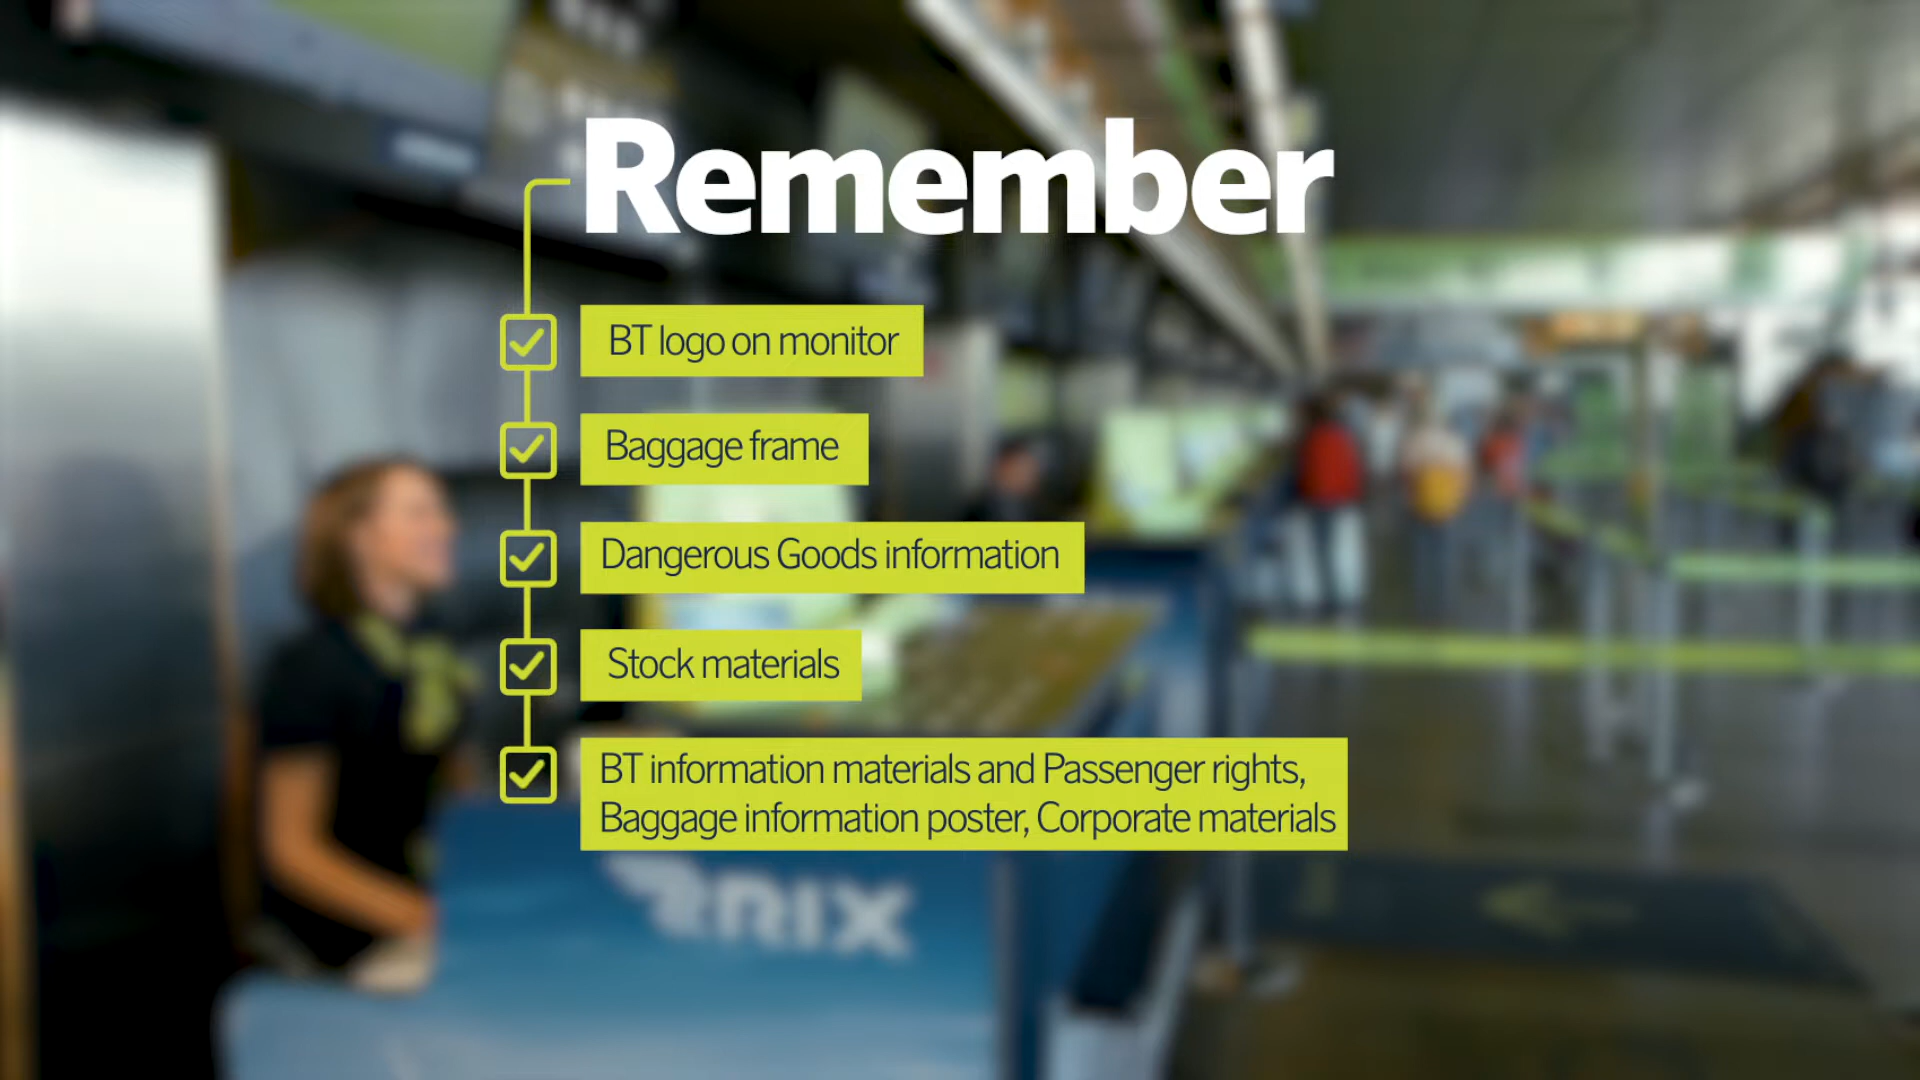 Remember
BT logo on monitor
Baggage frame
Dangerous Goods information
Stock materials
BT information materials and Passenger rights,
Baggage information poster, Corporate materials
RIX